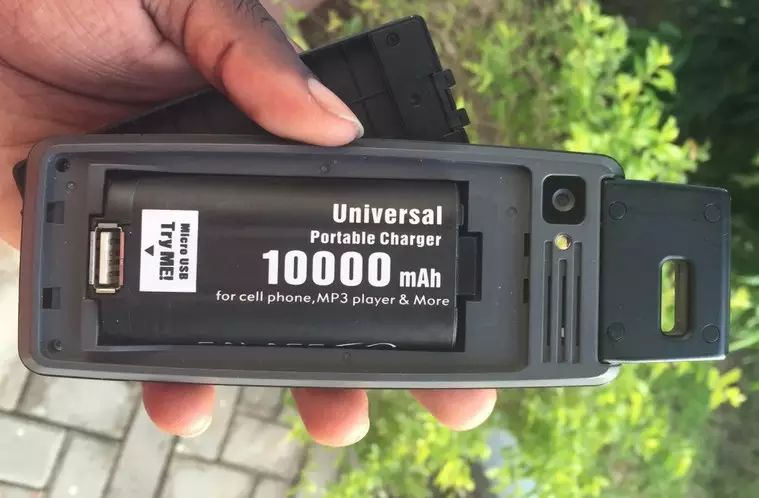 Micro USB
Try ME!
Universal
Portable Charger
10000 mAh
for cell phone,MP3 player & More